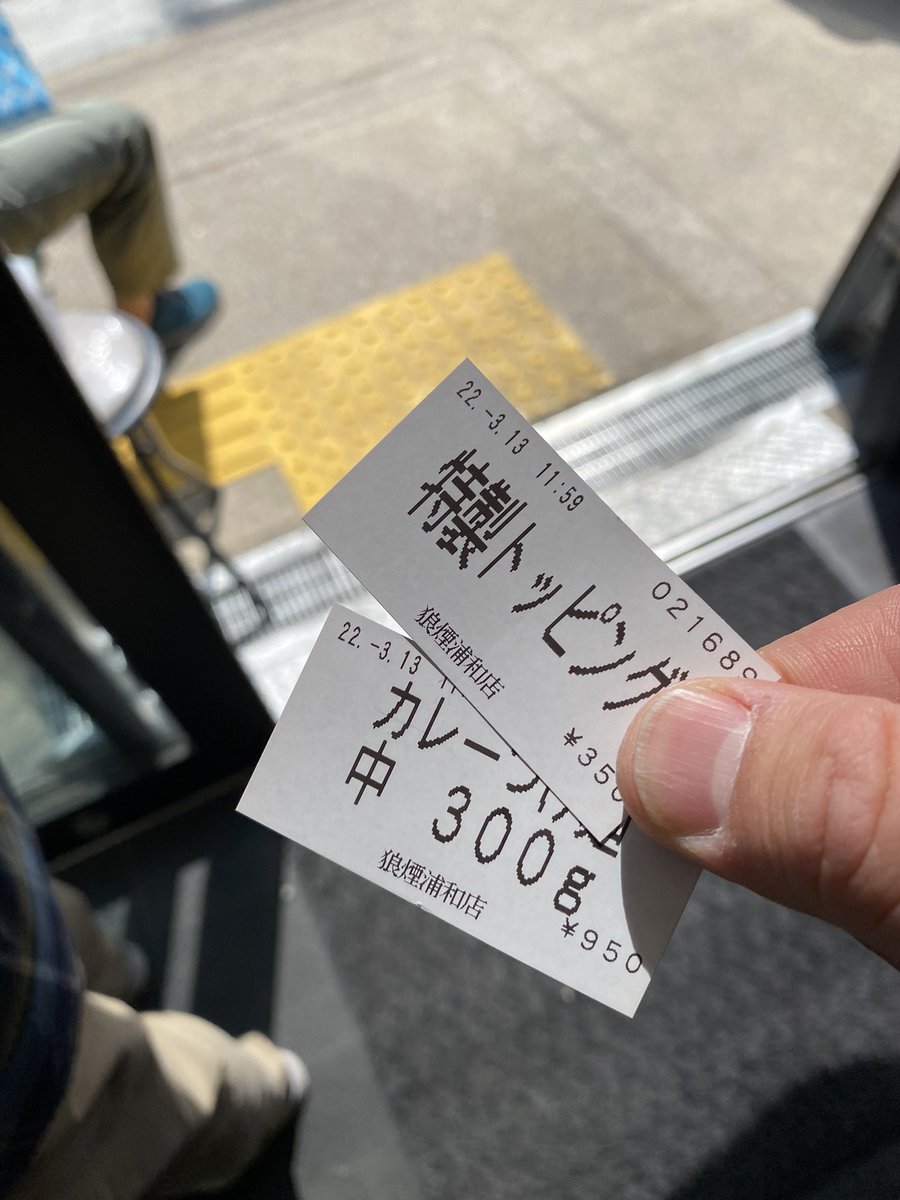 22.-3.13 11:59
021689
特製トッピング
狼煙浦和店
¥350
22.-3.13
カレー
中 300g
狼煙浦和店
¥950